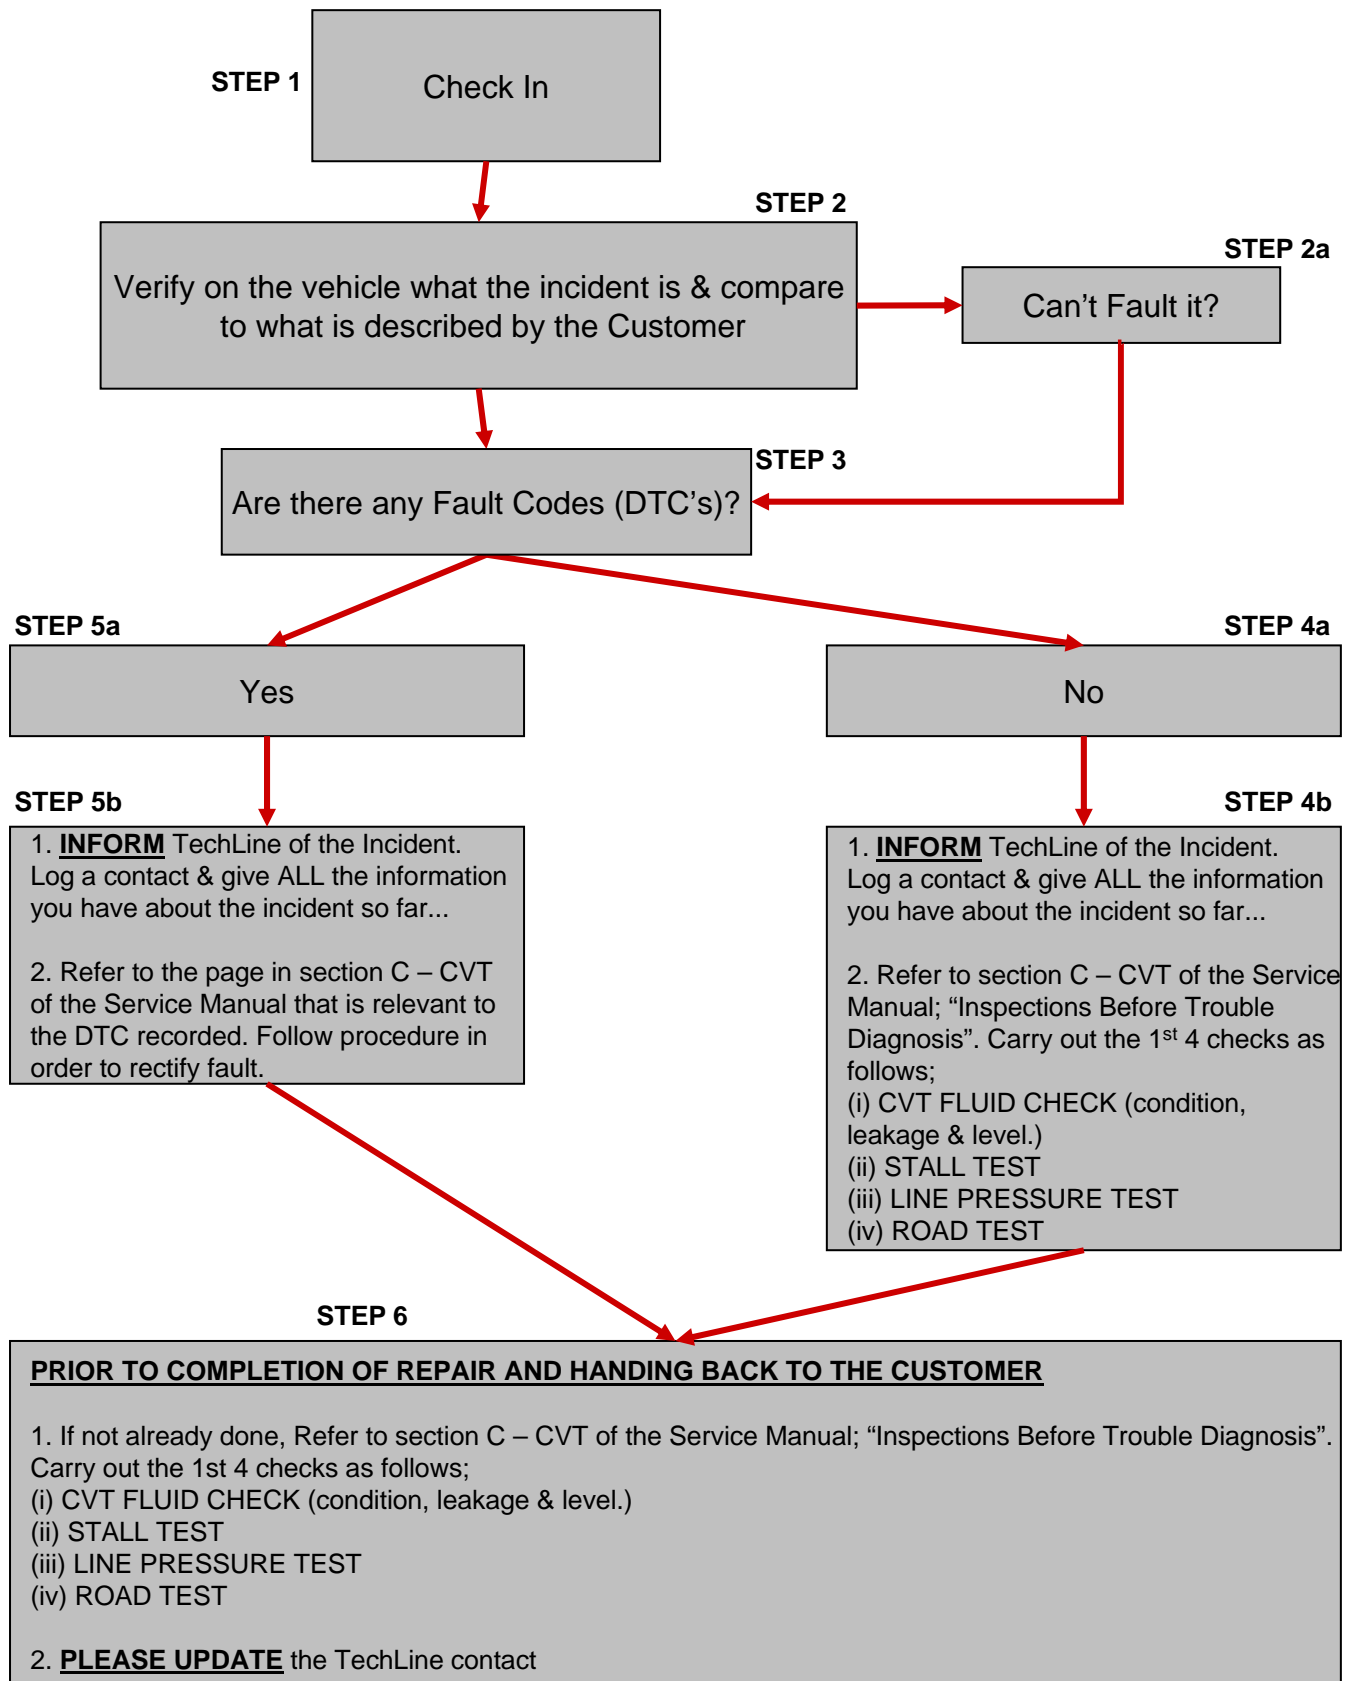 STEP 1
Check In
STEP 2
Verify on the vehicle what the incident is & compare
to what is described by the Customer
STEP 2a
Can’t Fault it?
STEP 3
Are there any Fault Codes (DTC’s)?
STEP 5a
Yes
STEP 4a
No
STEP 5b
1. INFORM TechLine of the Incident.
Log a contact & give ALL the information
you have about the incident so far...
2. Refer to the page in section C – CVT
of the Service Manual that is relevant to
the DTC recorded. Follow procedure in
order to rectify fault.
STEP 4b
1. INFORM TechLine of the Incident.
Log a contact & give ALL the information
you have about the incident so far...
2. Refer to section C – CVT of the Service
Manual; “Inspections Before Trouble
Diagnosis”. Carry out the 1st 4 checks as
follows;
(i) CVT FLUID CHECK (condition,
leakage & level.)
(ii) STALL TEST
(iii) LINE PRESSURE TEST
(iv) ROAD TEST
STEP 6
PRIOR TO COMPLETION OF REPAIR AND HANDING BACK TO THE CUSTOMER
1. If not already done, Refer to section C – CVT of the Service Manual; “Inspections Before Trouble Diagnosis”.
Carry out the 1st 4 checks as follows;
(i) CVT FLUID CHECK (condition, leakage & level.)
(ii) STALL TEST
(iii) LINE PRESSURE TEST
(iv) ROAD TEST
2. PLEASE UPDATE the TechLine contact